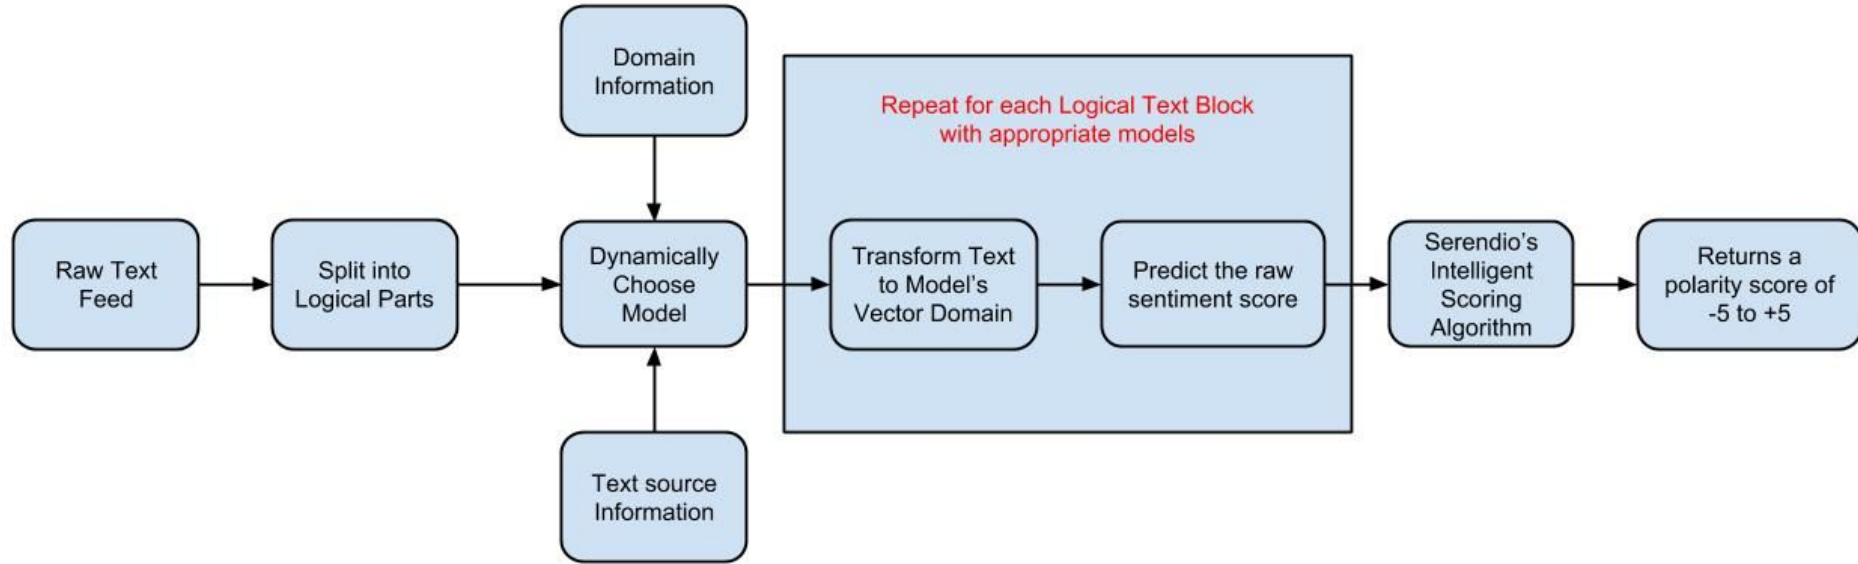 Domain
Information
Repeat for each Logical Text Block
with appropriate models
Raw Text
Feed
Split into
Logical Parts
Dynamically
Choose
Model
Transform Text
to Model's
Vector Domain
Predict the raw
sentiment score
Serendio's
Intelligent
Scoring
Algorithm
Returns a
polarity score of
-5 to +5
Text source
Information